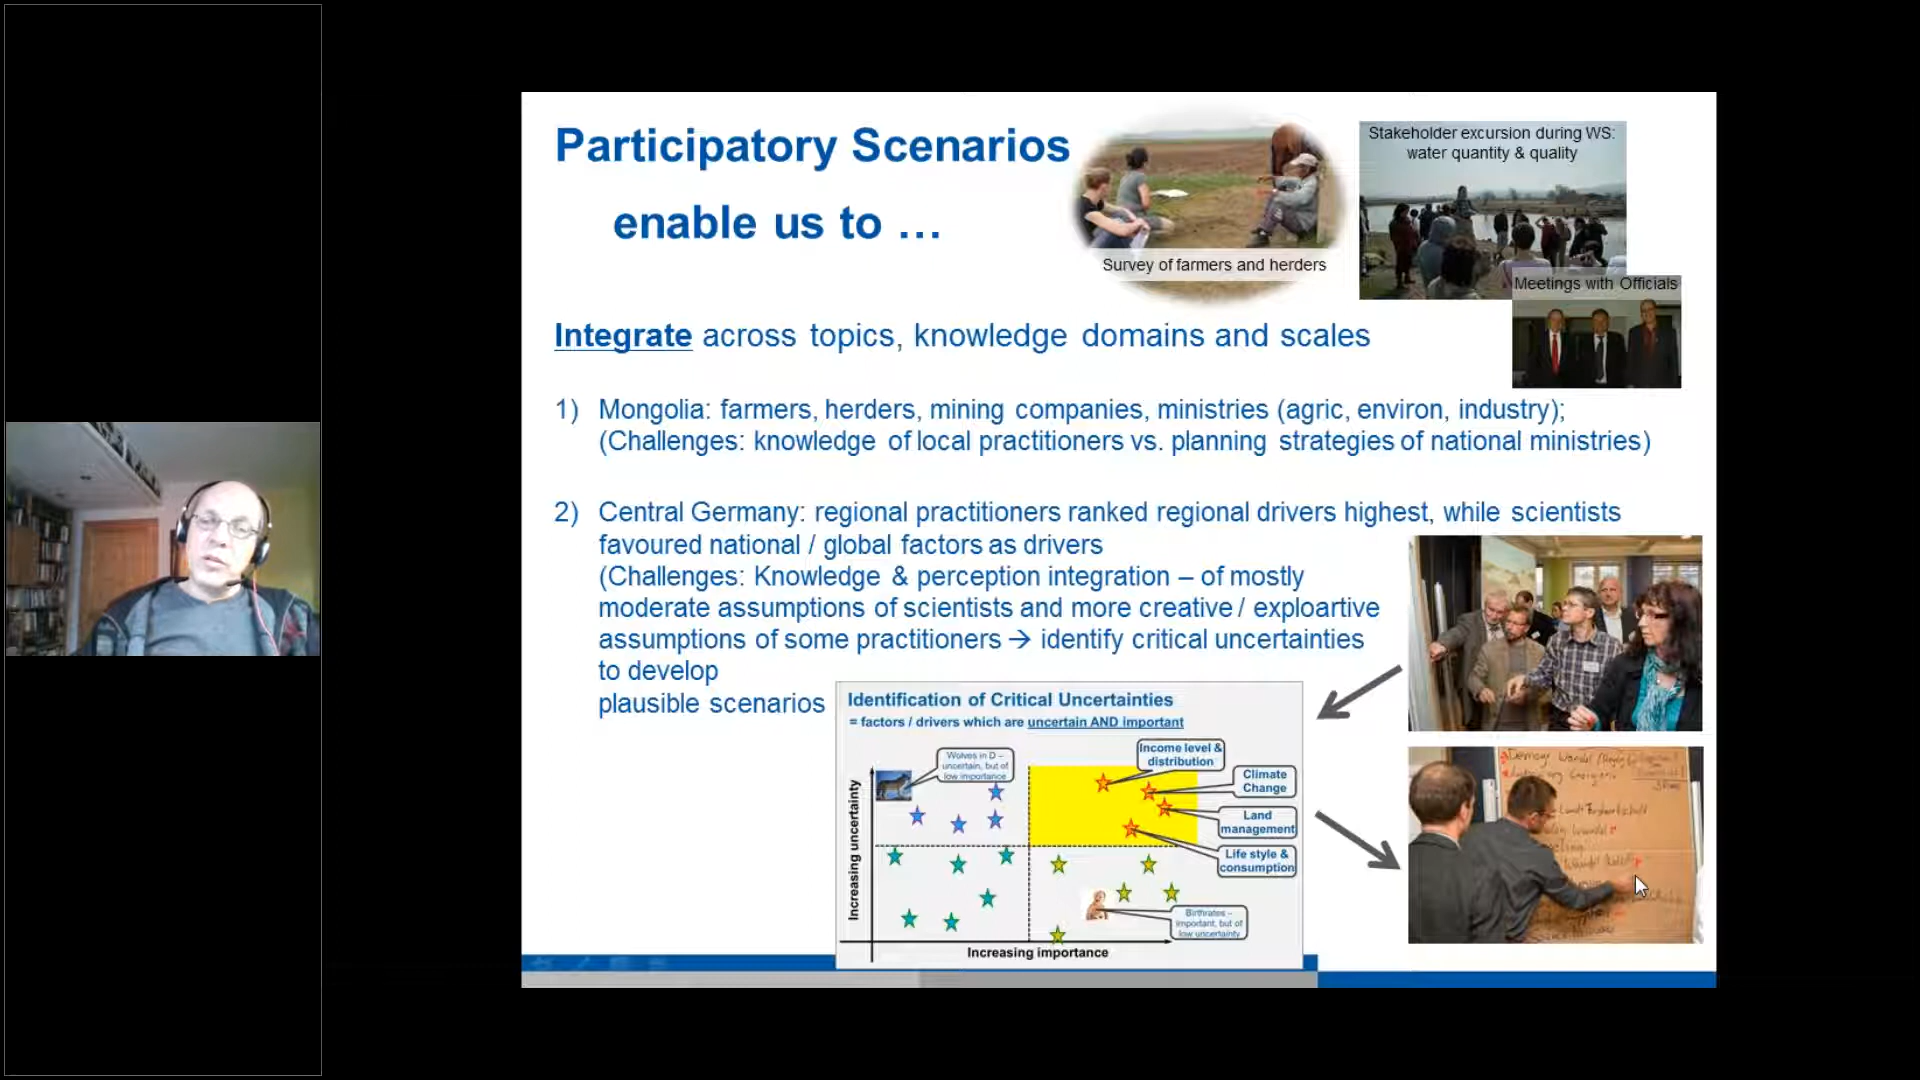 Participatory Scenarios
enable us to …
Survey of farmers and herders
Stakeholder excursion during WS:
water quantity & quality
Meetings with Officials
Integrate across topics, knowledge domains and scales
1) Mongolia: farmers, herders, mining companies, ministries (agric, environ, industry);
(Challenges: knowledge of local practitioners vs. planning strategies of national ministries)
2) Central Germany: regional practitioners ranked regional drivers highest, while scientists
favoured national / global factors as drivers
(Challenges: Knowledge & perception integration – of mostly
moderate assumptions of scientists and more creative / exploartive
assumptions of some practitioners → identify critical uncertainties
to develop
plausible scenarios
Identification of Critical Uncertainties
= factors / drivers which are uncertain AND important
Wolves in D –
uncertain, but of
low importance
Income level &
distribution
Climate
Change
Land
management
Life style &
consumption
Birthrates –
important, but of
low uncertainty
Increasing uncertainty
Increasing importance